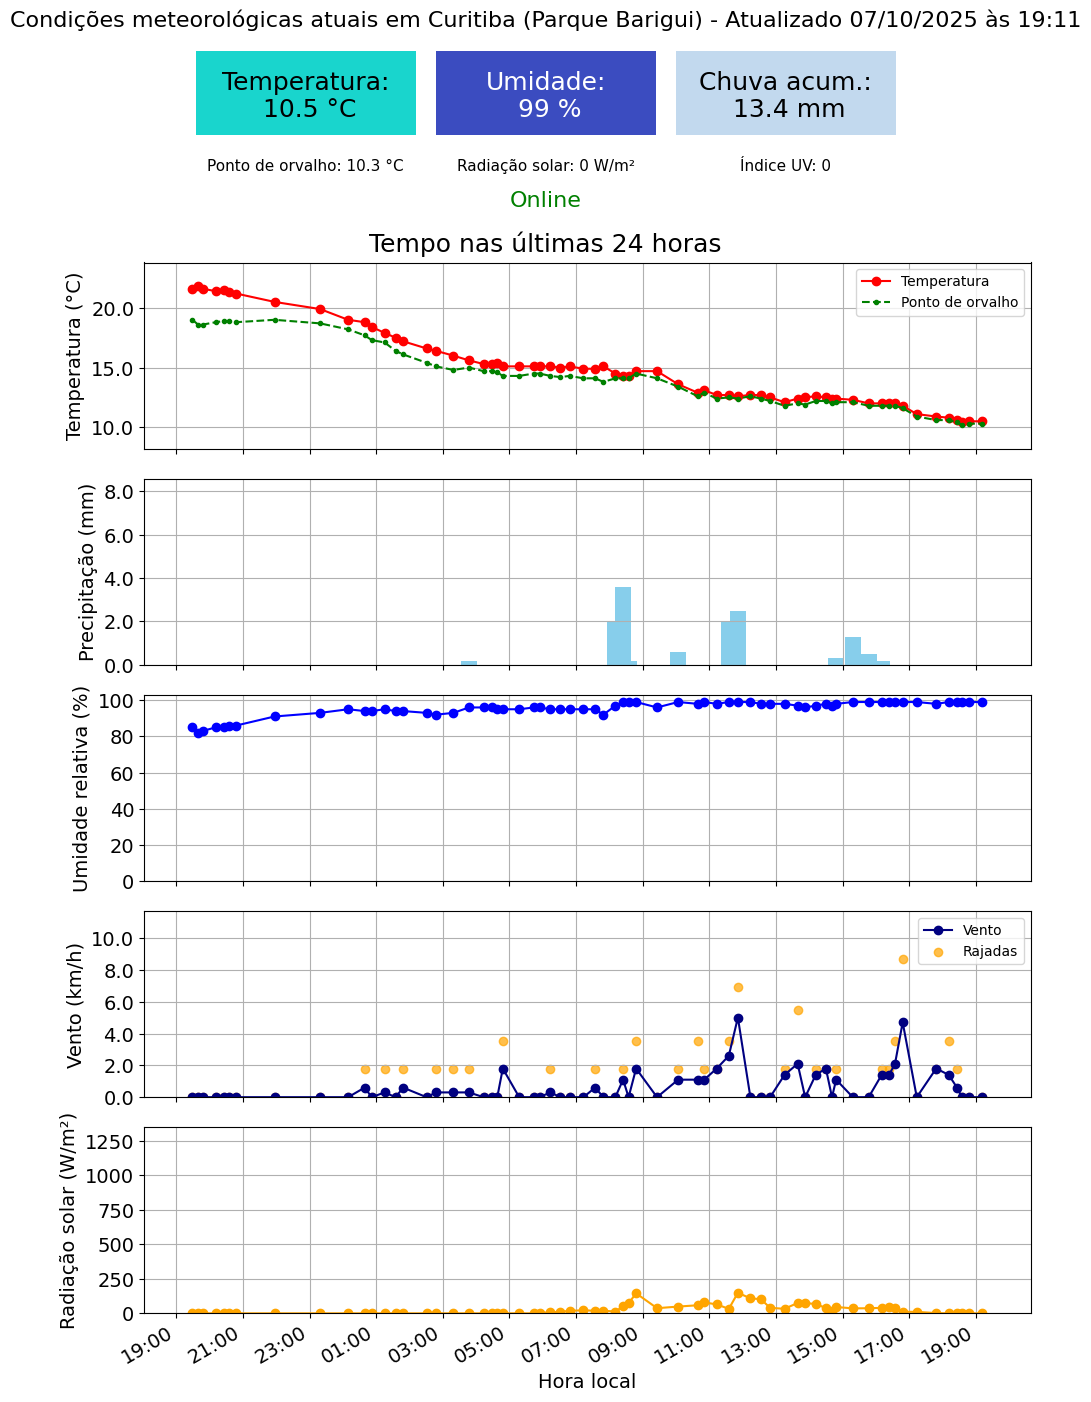 Condições meteorológicas atuais em Curitiba (Parque Barigui) - Atualizado 07/10/2025 às 19:11
Temperatura:
10.5 °C
Umidade:
99 %
Chuva acum.:
13.4 mm
Ponto de orvalho: 10.3 °C
Radiação solar: 0 W/m²
Índice UV: 0
Online
Tempo nas últimas 24 horas
Temperatura (°C)
20.0
15.0
10.0
Temperatura
Ponto de orvalho
Precipitação (mm)
8.0
6.0
4.0
2.0
0.0
Umidade relativa (%)
100
80
60
40
20
0
Vento (km/h)
10.0
8.0
6.0
4.0
2.0
0.0
Vento
Rajadas
Radiação solar (W/m²)
1250
1000
750
500
250
0
19:00
21:00
23:00
01:00
03:00
05:00
07:00
09:00
11:00
13:00
15:00
17:00
19:00
Hora local